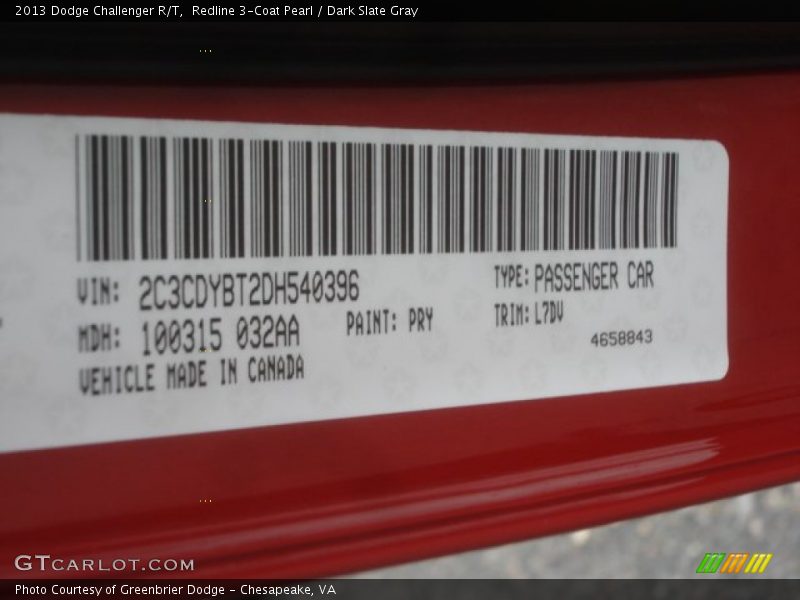 2013 Dodge Challenger R/T,  Redline 3-Coat Pearl / Dark Slate Gray
VIN: 2C3CDYBT2DH540396 TYPE: PASSENGER CAR
MDH: 100315 032AA PAINT: PRY TRIM: L7DV
4658843
VEHICLE MADE IN CANADA
GTCARLOT.COM
Photo Courtesy of Greenbrier Dodge - Chesapeake, VA